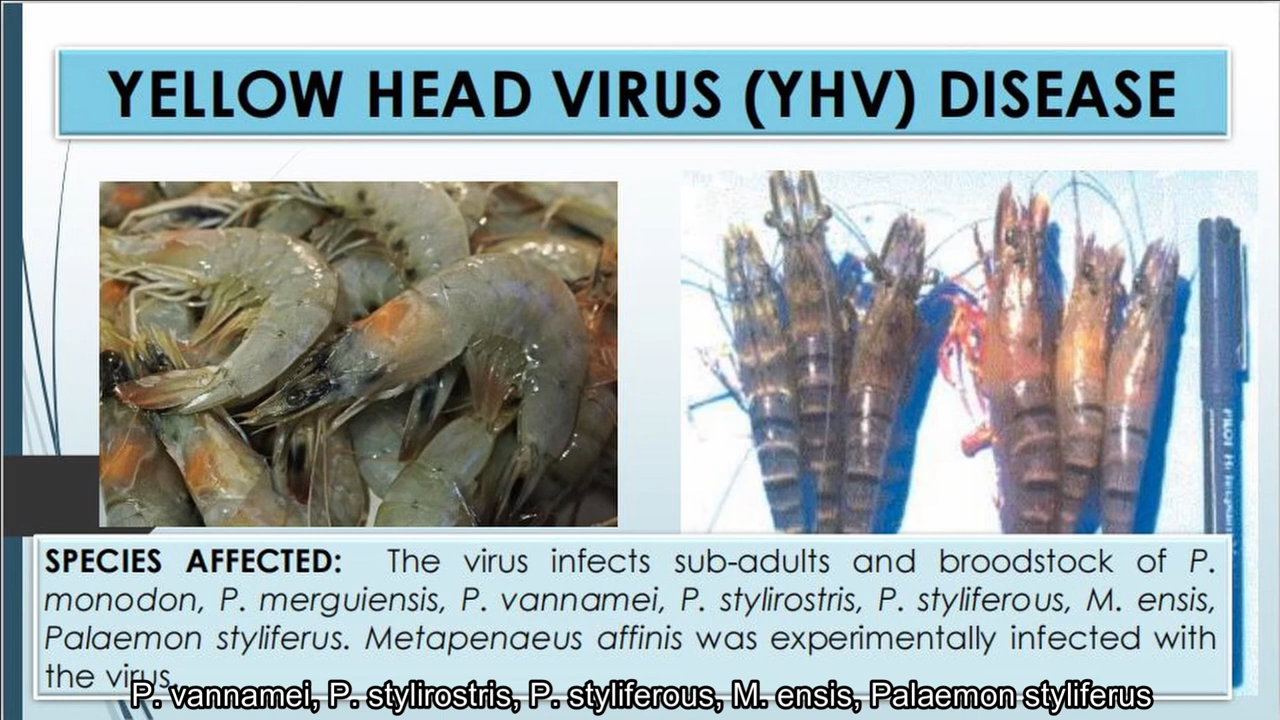 YELLOW HEAD VIRUS (YHV) DISEASE
SPECIES AFFECTED: The virus infects sub-adults and broodstock of P.
monodon, P. merguiensis, P. vannamei, P. stylirostris, P. styliferous, M. ensis,
Palaemon styliferus. Metapenaeus affinis was experimentally infected with
the virus.
P. vannamei, P. stylirostris, P. styliferous, M. ensis, Palaemon styliferus